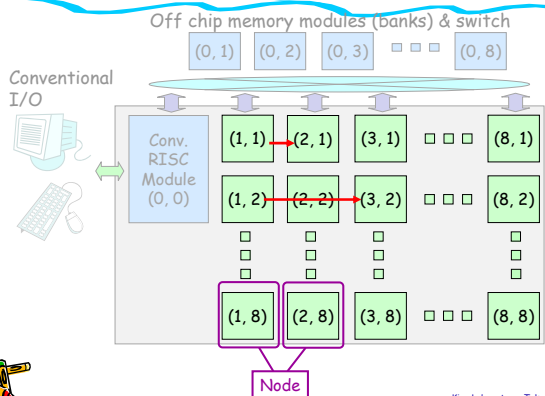 Off chip memory modules (banks) & switch
(0, 1) (0, 2) (0, 3) (0, 8)
Conventional
I/O
Conv.
RISC
Module
(0, 0)
(1, 1) (2, 1) (3, 1) (8, 1)
(1, 2) (2, 2) (3, 2) (8, 2)
(1, 8) (2, 8) (3, 8) (8, 8)
Node